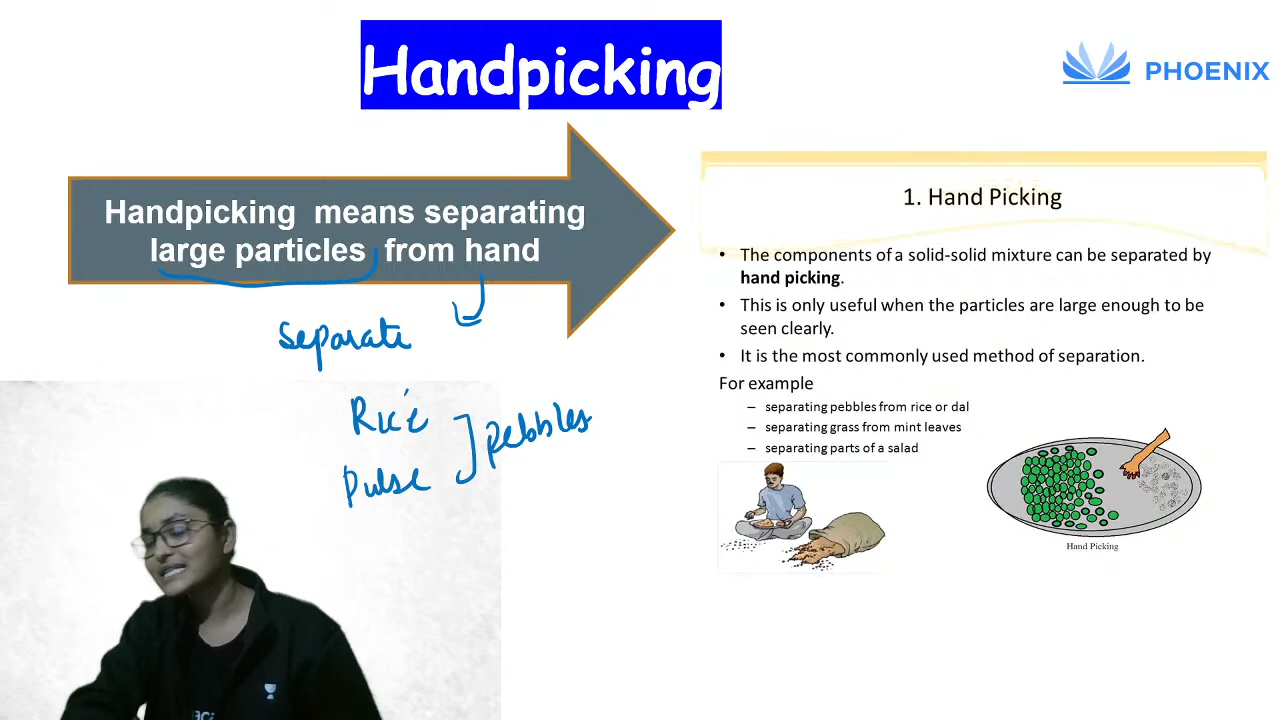 Handpicking
PHOENIX
Handpicking means separating
large particles from hand
separate
Rice
Pulse
pebbles
1. Hand Picking
• The components of a solid-solid mixture can be separated by
hand picking.
• This is only useful when the particles are large enough to be
seen clearly.
• It is the most commonly used method of separation.
For example
– separating pebbles from rice or dal
– separating grass from mint leaves
– separating parts of a salad
Hand Picking